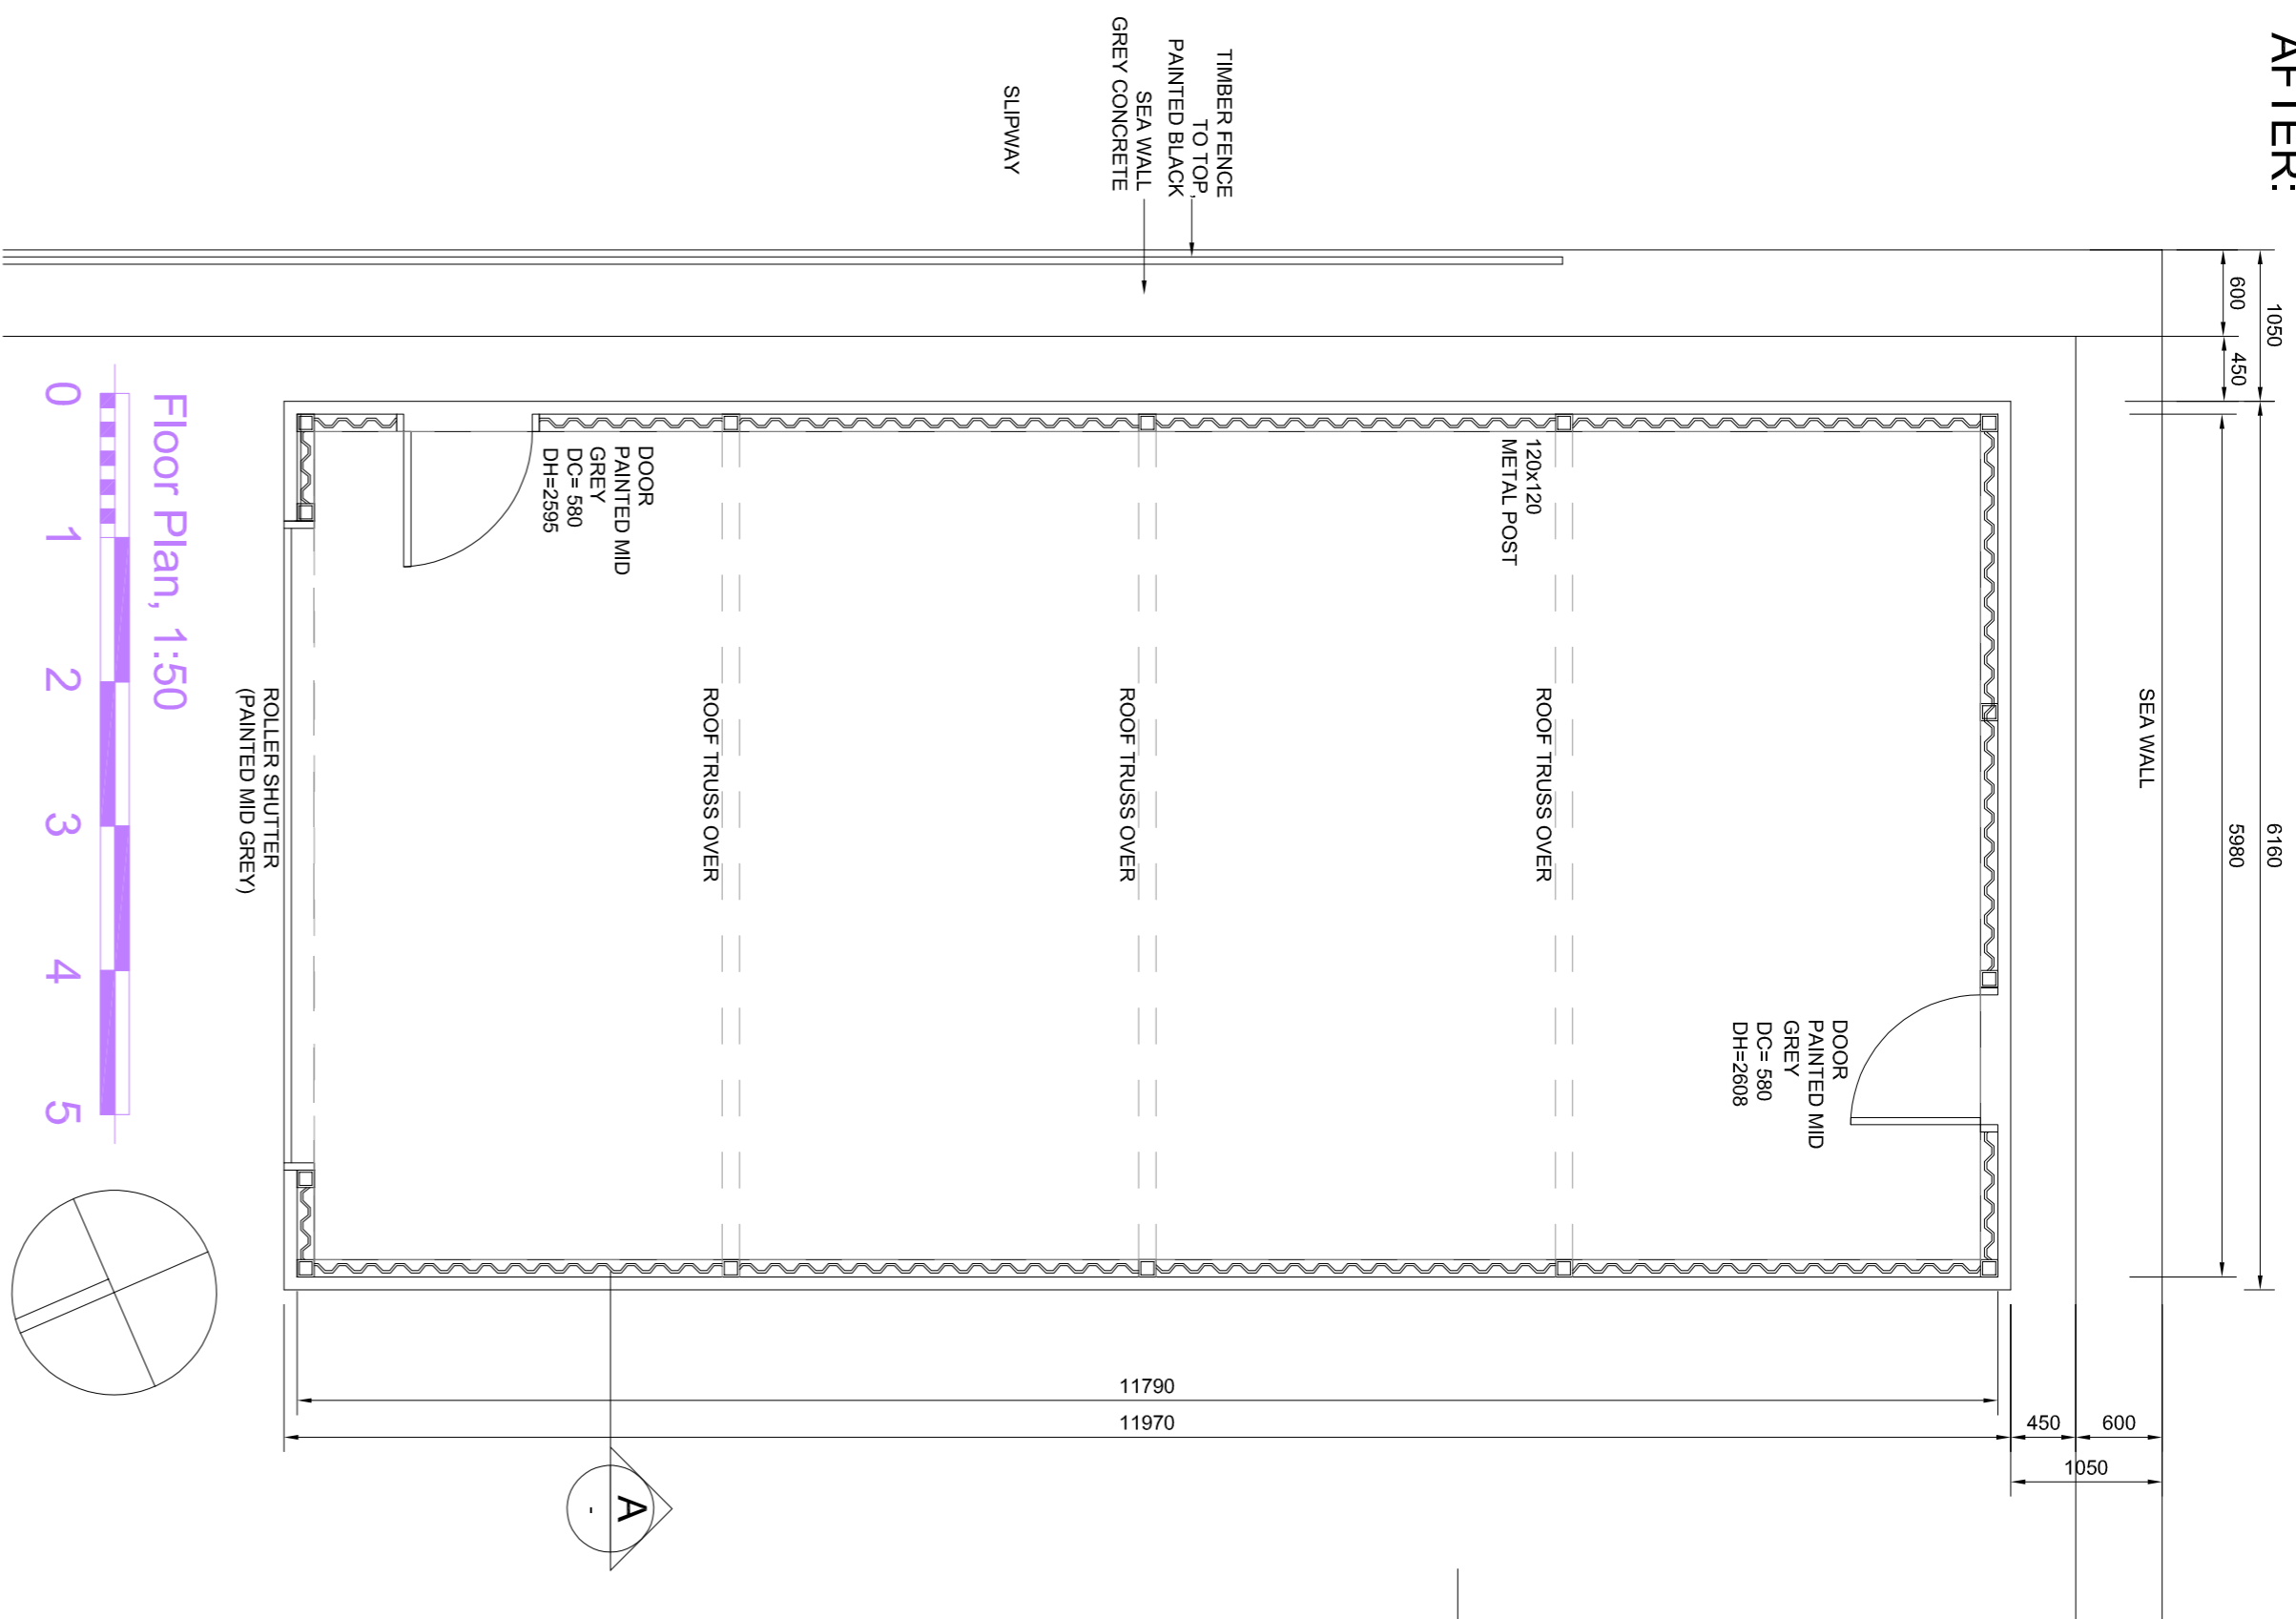 AFTER:
TIMBER FENCE
TO TOP,
PAINTED BLACK
SEA WALL
GREY CONCRETE
SLIPWAY
1050
600
450
6160
5980
SEA WALL
120x120
METAL POST
DOOR
PAINTED MID
GREY
DC= 580
DH=2595
ROOF TRUSS OVER
ROOF TRUSS OVER
ROOF TRUSS OVER
DOOR
PAINTED MID
GREY
DC= 580
DH=2608
ROLLER SHUTTER
(PAINTED MID GREY)
Floor Plan, 1:50
0 1 2 3 4 5
11790
11970
450
600
1050
A
-